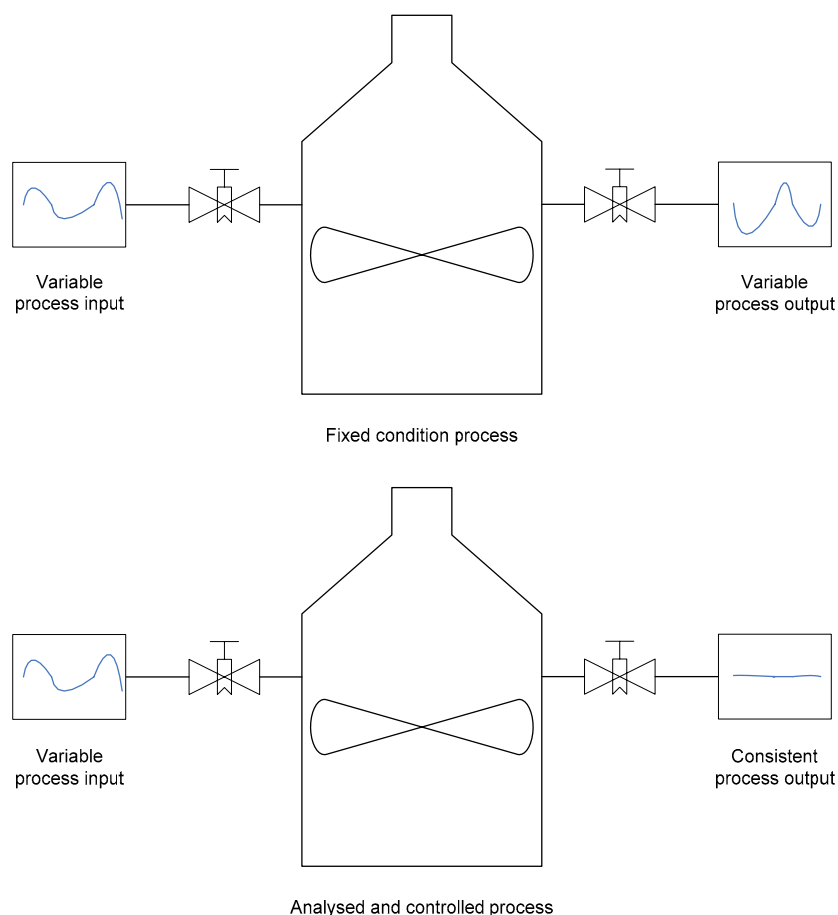 Variable
process input
Variable
process output
Fixed condition process
Variable
process input
Consistent
process output
Analysed and controlled process